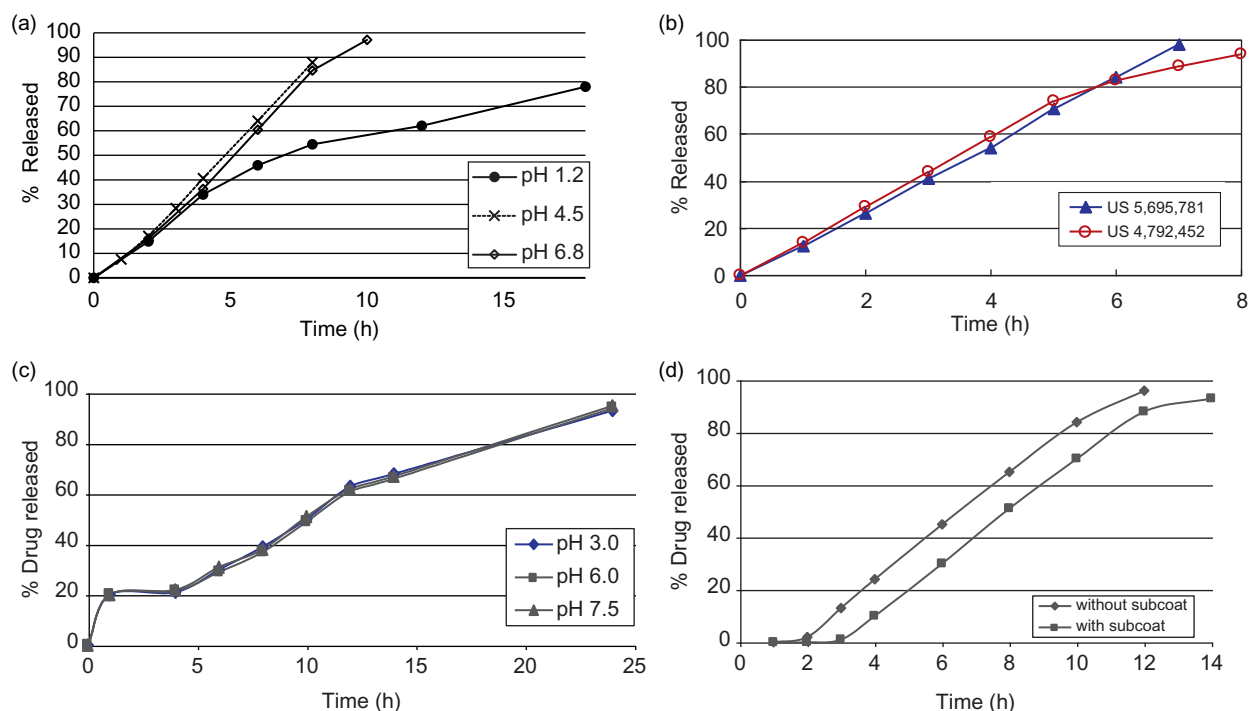 (a)
% Released
100
90
80
70
60
50
40
30
20
10
0
0 5 10 15
Time (h)
pH 1.2
pH 4.5
pH 6.8
(b)
% Released
100
80
60
40
20
0
0 2 4 6 8
Time (h)
US 5,695,781
US 4,792,452
(c)
% Drug released
100
80
60
40
20
0
0 5 10 15 20 25
Time (h)
pH 3.0
pH 6.0
pH 7.5
(d)
% Drug released
100
80
60
40
20
0
0 2 4 6 8 10 12 14
Time (h)
without subcoat
with subcoat